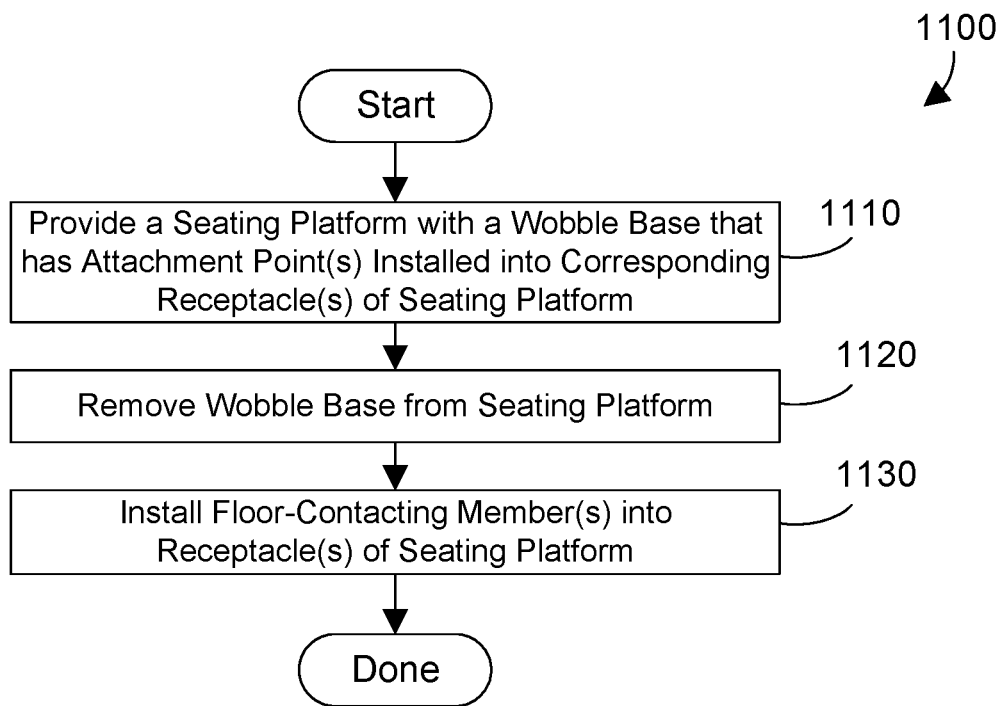 1100
Start
Provide a Seating Platform with a Wobble Base that
has Attachment Point(s) Installed into Corresponding
Receptacle(s) of Seating Platform
1110
Remove Wobble Base from Seating Platform
1120
Install Floor-Contacting Member(s) into
Receptacle(s) of Seating Platform
1130
Done